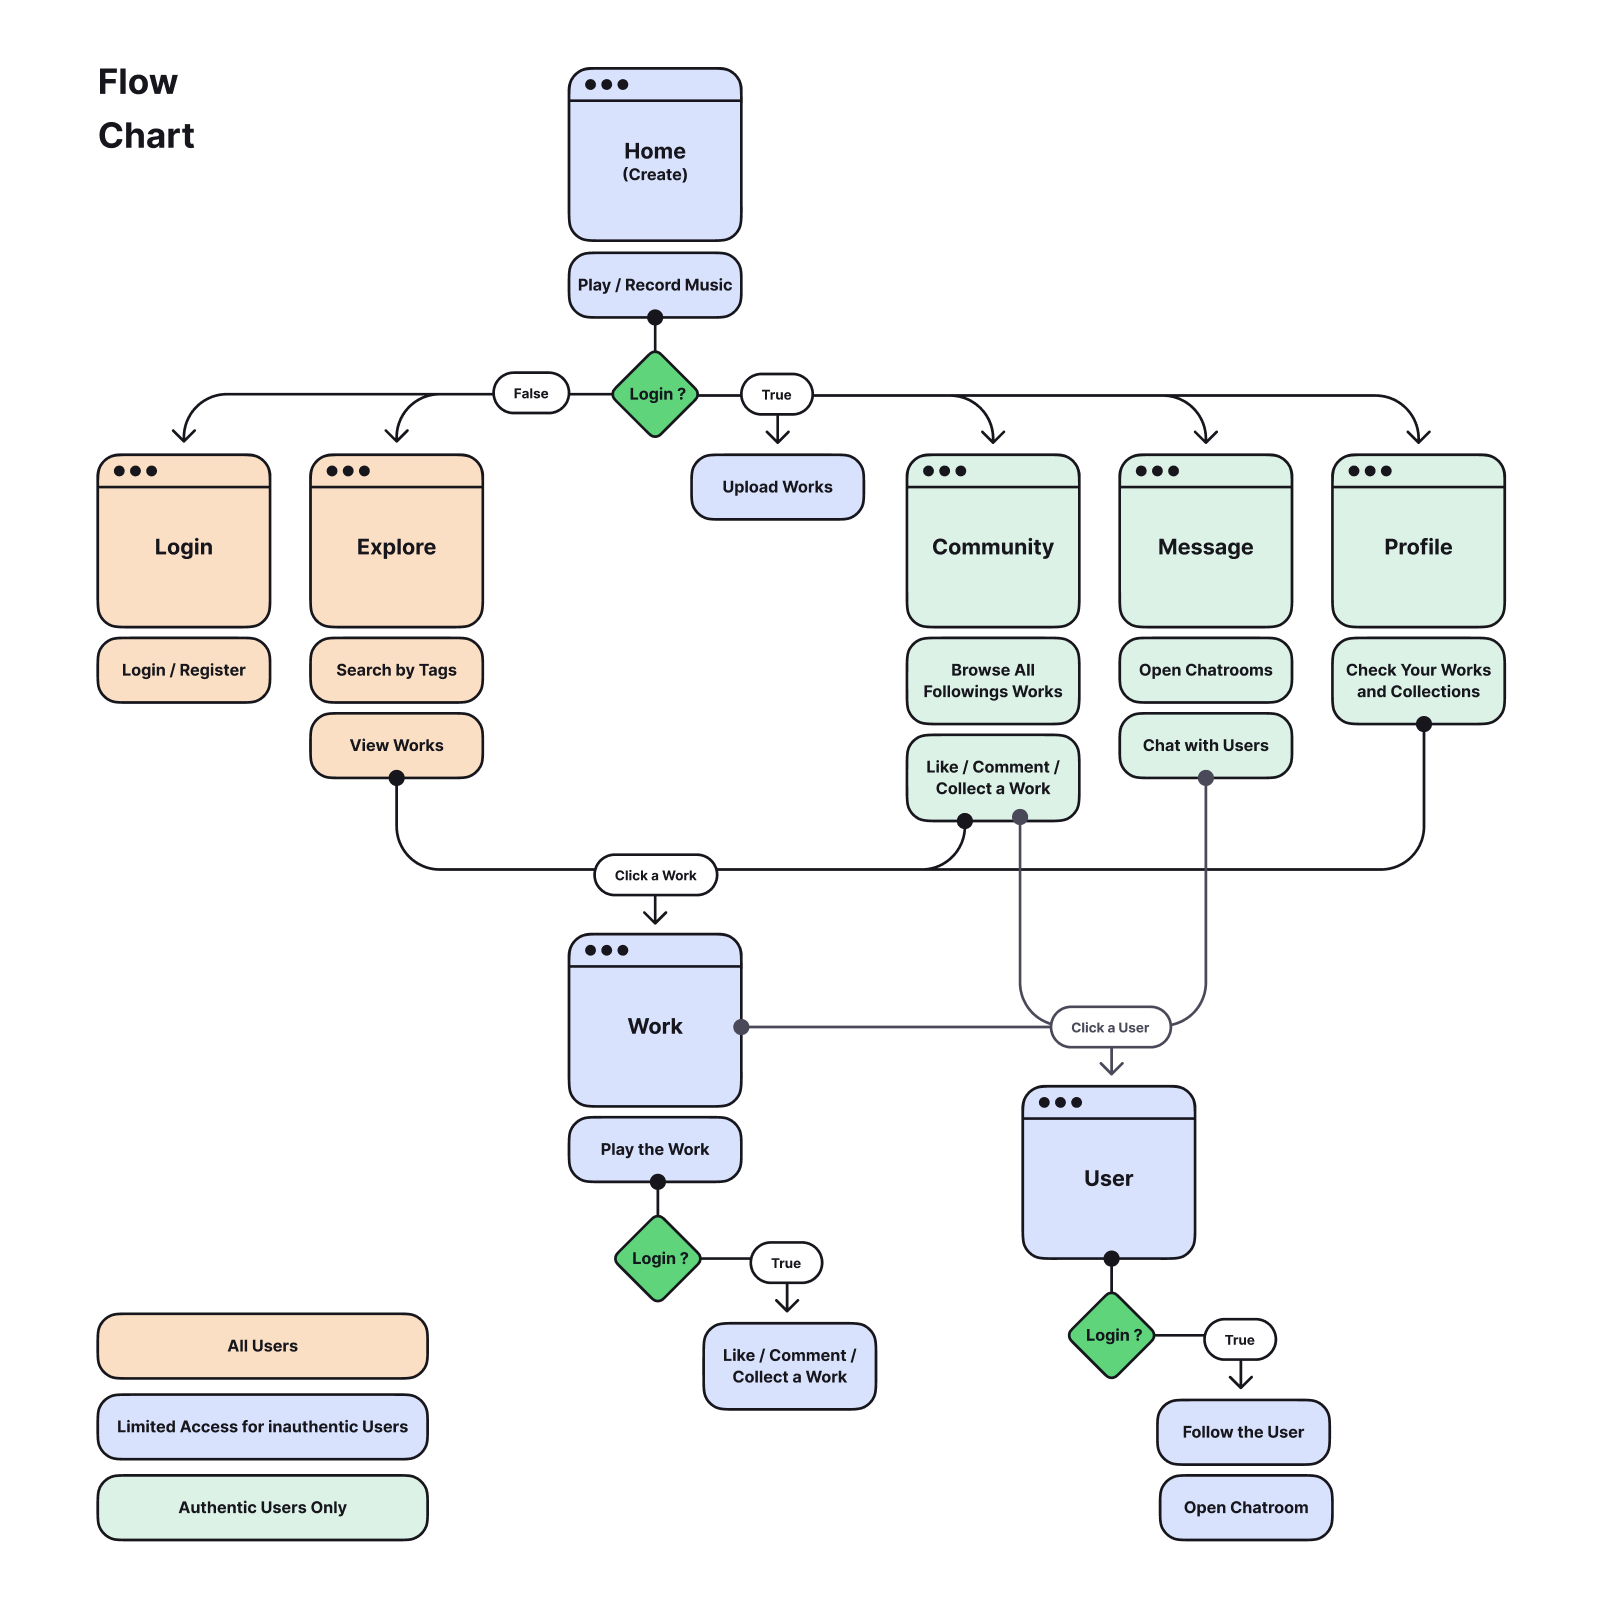 Flow
Chart
Home
(Create)
Play / Record Music
Login ?
False
True
Login
Explore
Upload Works
Community
Message
Profile
Login / Register
Search by Tags
View Works
Browse All
Followings Works
Like / Comment /
Collect a Work
Open Chatrooms
Chat with Users
Check Your Works
and Collections
Click a Work
Work
Click a User
Play the Work
User
Login ?
True
Like / Comment /
Collect a Work
Login ?
True
Follow the User
Open Chatroom
All Users
Limited Access for inauthentic Users
Authentic Users Only